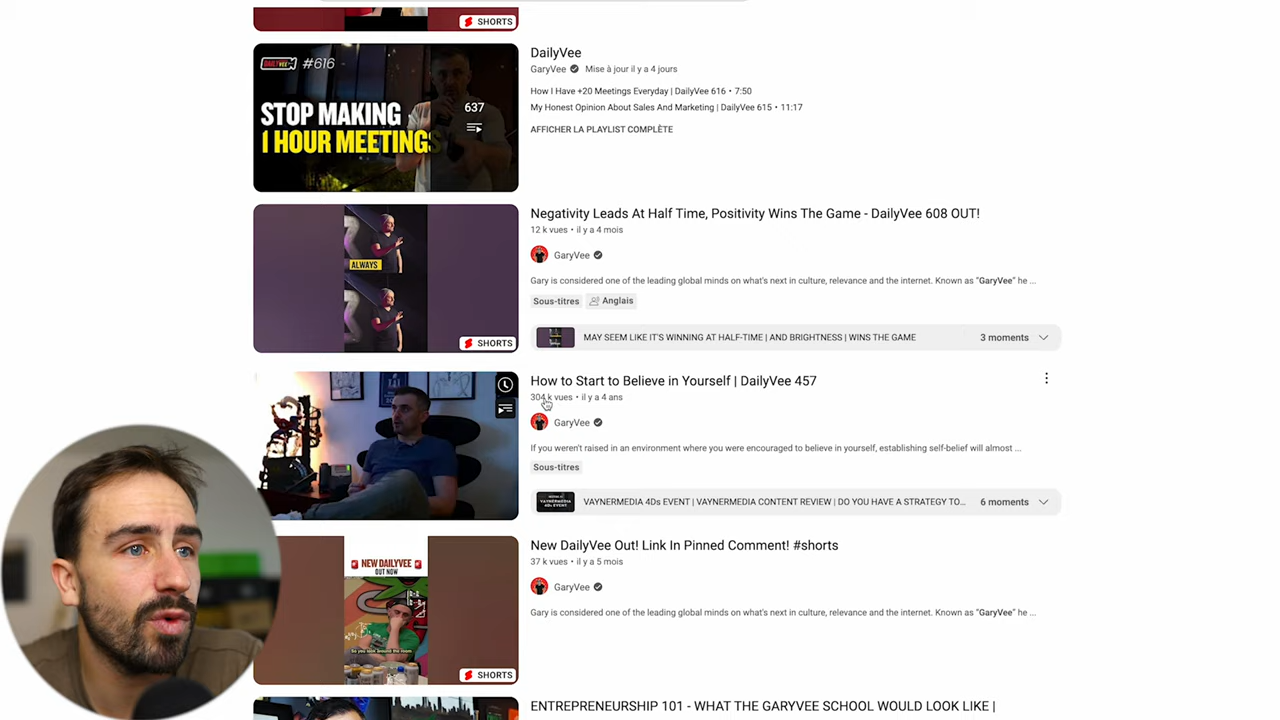 SHORTS
DAILY VEE #616
STOP MAKING
1 HOUR MEETINGS
637
DailyVee
GaryVee Mise à jour il y a 4 jours
How I Have +20 Meetings Everyday | DailyVee 616 • 7:50
My Honest Opinion About Sales And Marketing | DailyVee 615 • 11:17
AFFICHER LA PLAYLIST COMPLÈTE
ALWAYS
SHORTS
Negativity Leads At Half Time, Positivity Wins The Game - DailyVee 608 OUT!
12 k vues • il y a 4 mois
GaryVee
Gary is considered one of the leading global minds on what's next in culture, relevance and the internet. Known as "GaryVee" he ...
Sous-titres Anglais
MAY SEEM LIKE IT'S WINNING AT HALF-TIME | AND BRIGHTNESS | WINS THE GAME 3 moments
How to Start to Believe in Yourself | DailyVee 457
304 k vues • il y a 4 ans
GaryVee
If you weren't raised in an environment where you were encouraged to believe in yourself, establishing self-belief will almost ...
Sous-titres
VAYNERMEDIA 4Ds EVENT | VAYNERMEDIA CONTENT REVIEW | DO YOU HAVE A STRATEGY TO... 6 moments
NEW DAILYVEE
OUT NOW
So you look around the room
SHORTS
New DailyVee Out! Link In Pinned Comment! #shorts
37 k vues • il y a 5 mois
GaryVee
Gary is considered one of the leading global minds on what's next in culture, relevance and the internet. Known as "GaryVee" he ...
ENTREPRENEURSHIP 101 - WHAT THE GARYVEE SCHOOL WOULD LOOK LIKE |